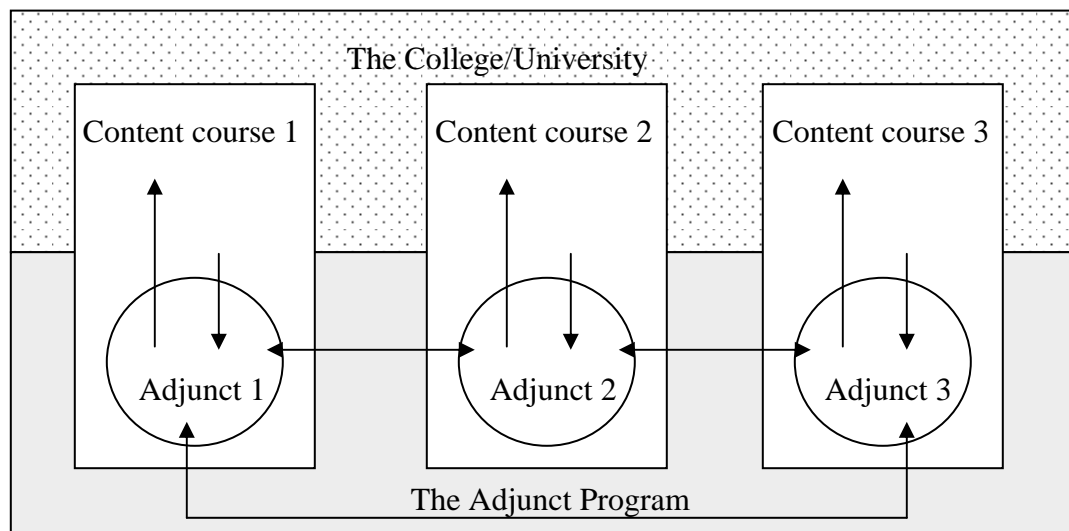 The College/University
Content course 1
Content course 2
Content course 3
Adjunct 1
Adjunct 2
Adjunct 3
The Adjunct Program